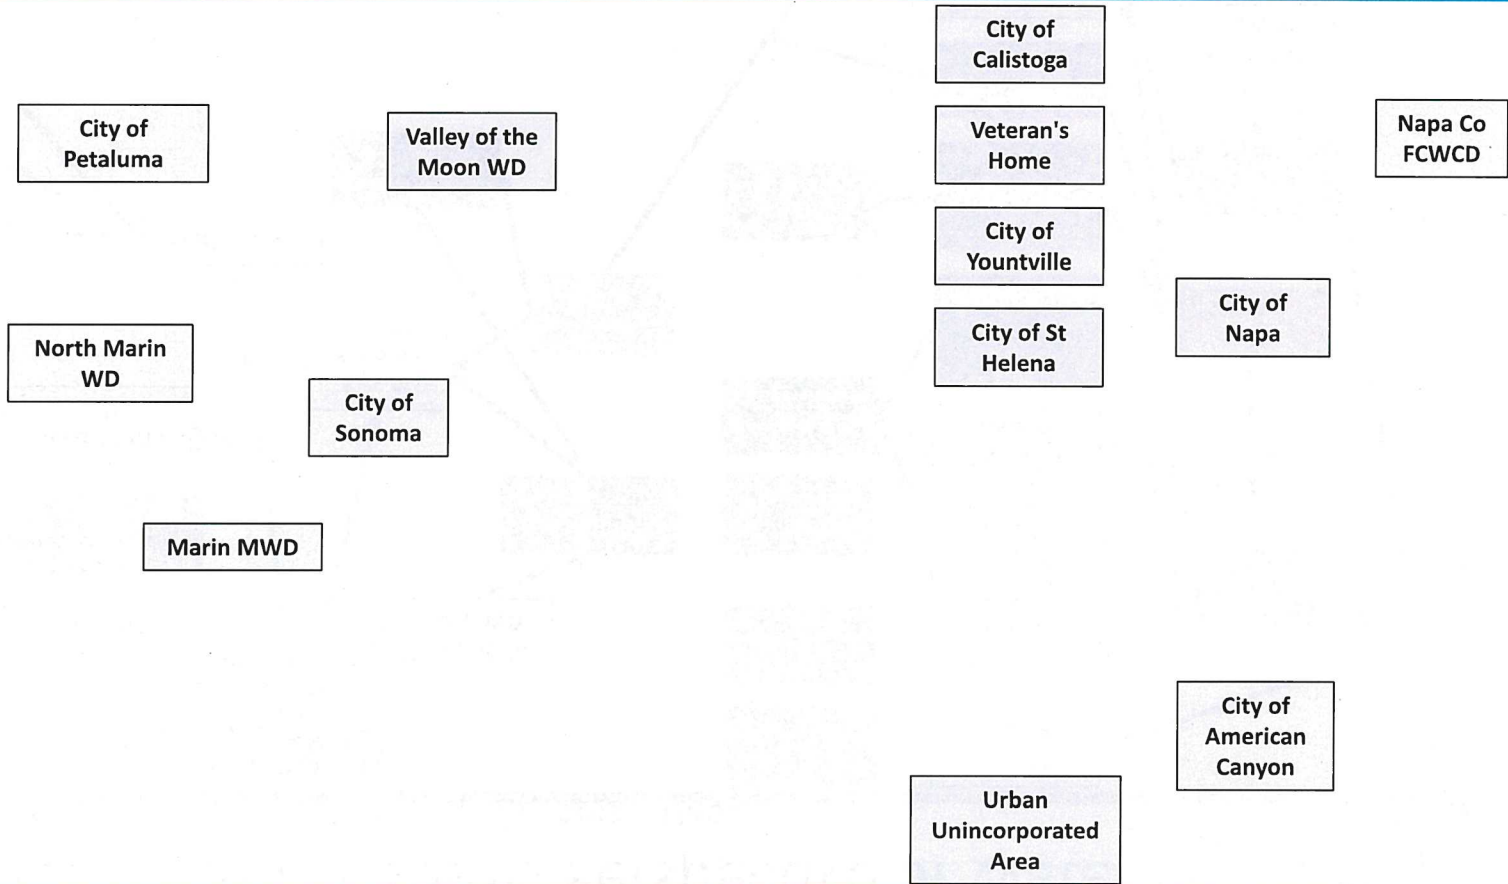 City of
Calistoga
City of
Petaluma
Valley of the
Moon WD
Veteran's
Home
Napa Co
FCWCD
City of
Yountville
City of
Napa
City of St
Helena
North Marin
WD
City of
Sonoma
Marin MWD
City of
American
Canyon
Urban
Unincorporated
Area